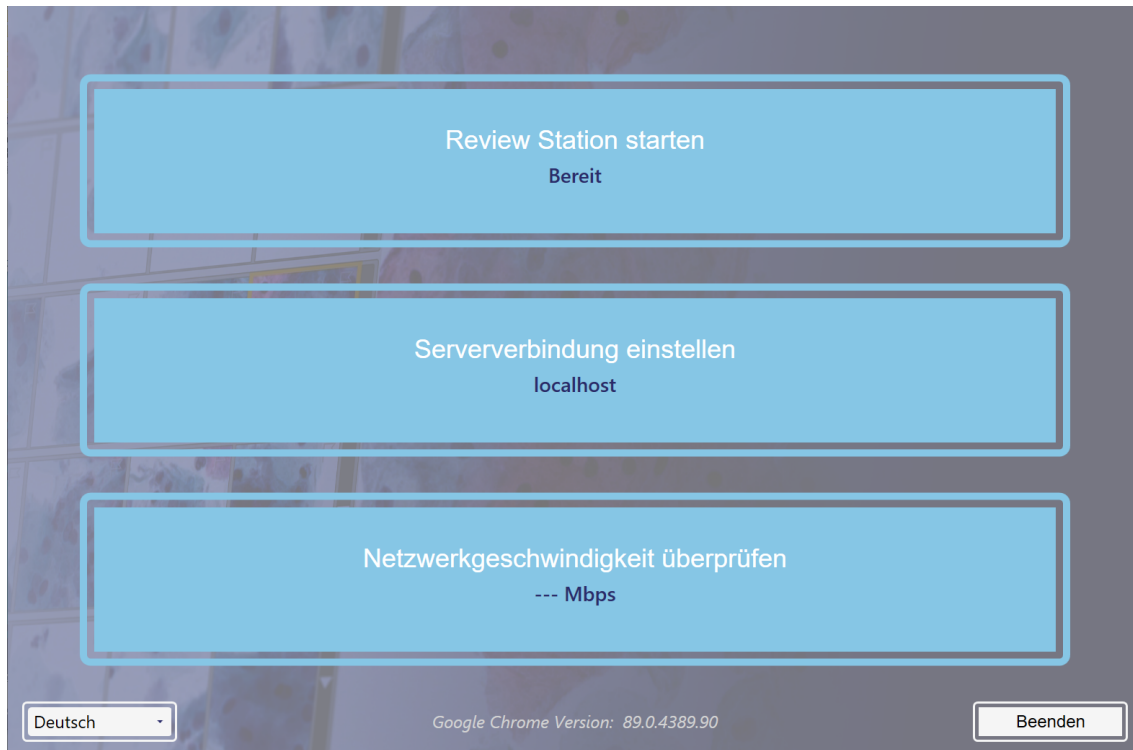 Review Station starten
Bereit
Serververbindung einstellen
localhost
Netzwerkgeschwindigkeit überprüfen
--- Mbps
Deutsch
Google Chrome Version: 89.0.4389.90
Beenden